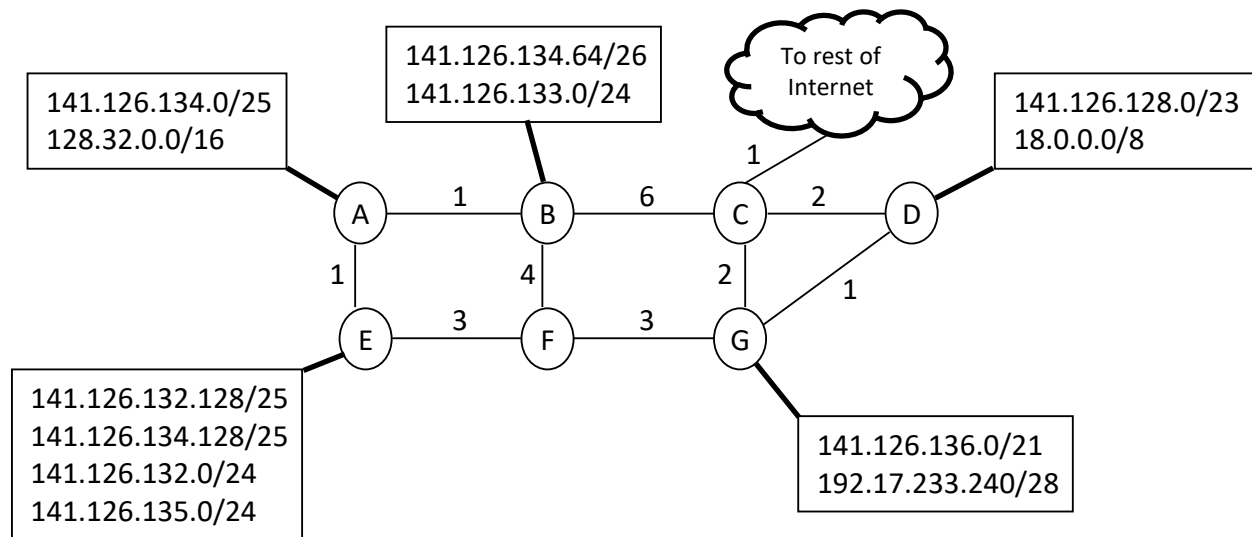 141.126.134.64/26
141.126.133.0/24
To rest of
Internet
141.126.134.0/25
128.32.0.0/16
141.126.128.0/23
18.0.0.0/8
1
A
1
B
6
C
2
D
1
4
2
1
E
3
F
3
G
141.126.132.128/25
141.126.134.128/25
141.126.132.0/24
141.126.135.0/24
141.126.136.0/21
192.17.233.240/28